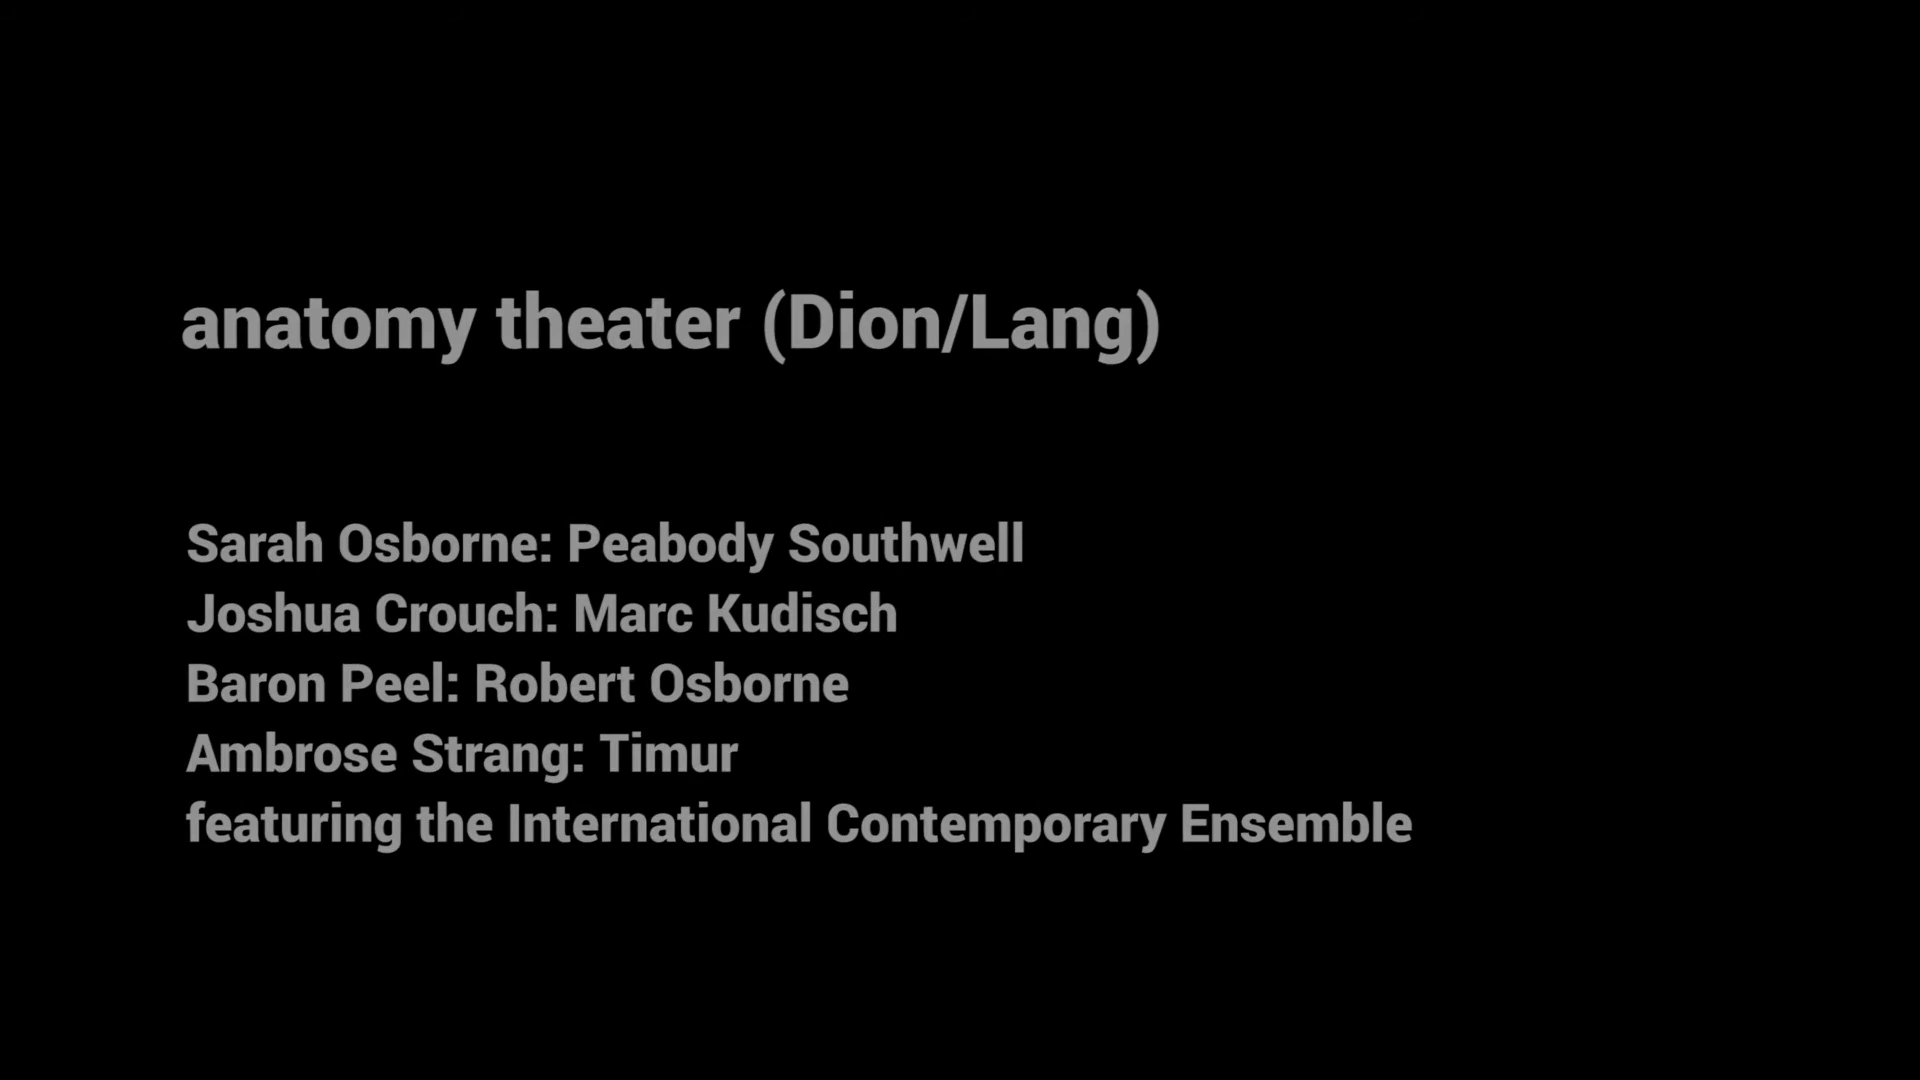 anatomy theater (Dion/Lang)
Sarah Osborne: Peabody Southwell
Joshua Crouch: Marc Kudisch
Baron Peel: Robert Osborne
Ambrose Strang: Timur
featuring the International Contemporary Ensemble